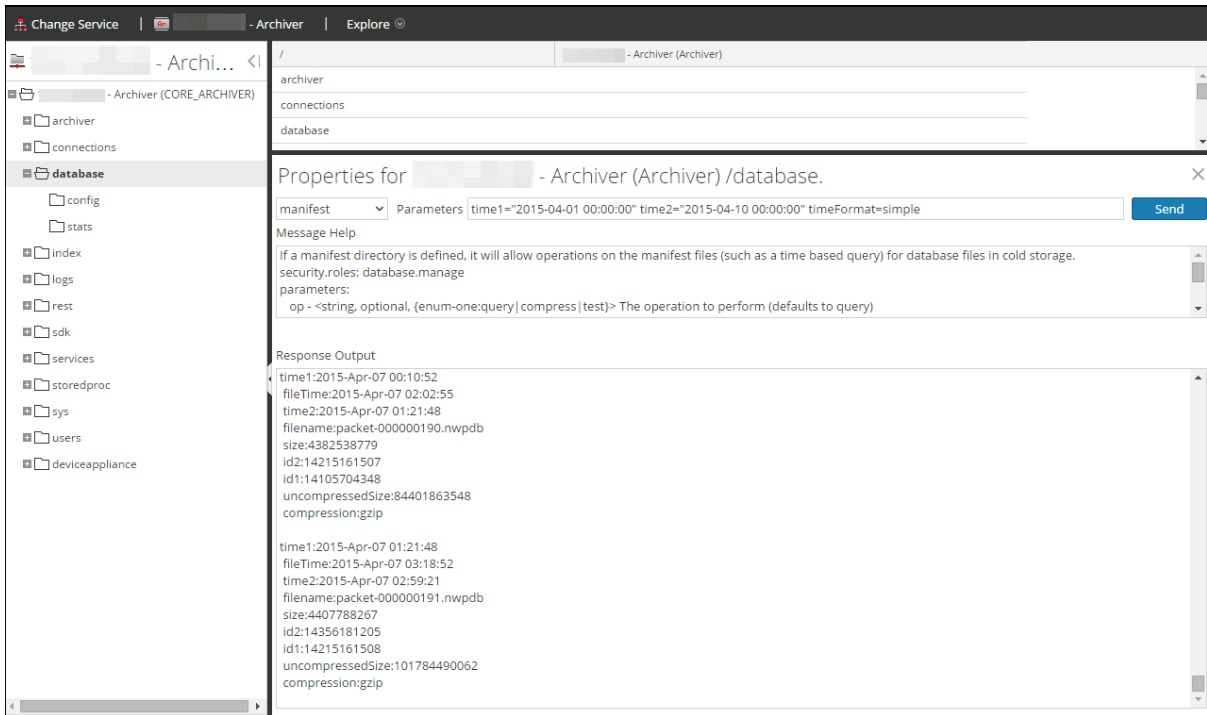 Change Service | - Archiver | Explore
- Archi...
- Archiver (CORE_ARCHIVER)
archiver
connections
database
config
stats
index
logs
rest
sdk
services
storedproc
sys
users
deviceappliance
/
- Archiver (Archiver)
archiver
connections
database
Properties for - Archiver (Archiver) /database.
manifest Parameters time1="2015-04-01 00:00:00" time2="2015-04-10 00:00:00" timeFormat=simple Send
Message Help
If a manifest directory is defined, it will allow operations on the manifest files (such as a time based query) for database files in cold storage.
security.roles: database.manage
parameters:
op - <string, optional, {enum-one:query|compress|test}> The operation to perform (defaults to query)
Response Output
time1:2015-Apr-07 00:10:52
fileTime:2015-Apr-07 02:02:55
time2:2015-Apr-07 01:21:48
filename:packet-000000190.nwpdb
size:4382538779
id2:14215161507
id1:14105704348
uncompressedSize:84401863548
compression:gzip
time1:2015-Apr-07 01:21:48
fileTime:2015-Apr-07 03:18:52
time2:2015-Apr-07 02:59:21
filename:packet-000000191.nwpdb
size:4407788267
id2:14356181205
id1:14215161508
uncompressedSize:101784490062
compression:gzip